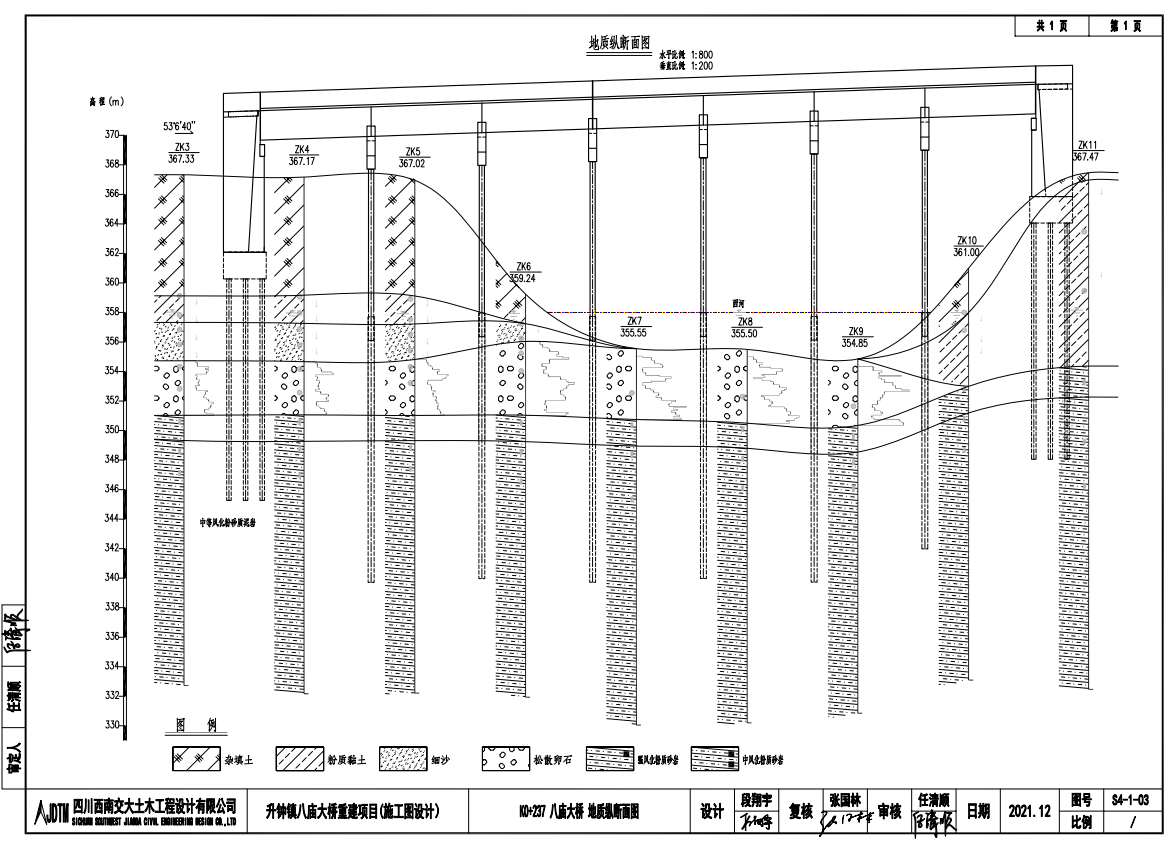 共 1 页 第 1 页
地质纵断面图
水平比例 1:800
垂直比例 1:200
高 程 (m)
53°6'40"
370
368
366
364
362
360
358
356
354
352
350
348
346
344
342
340
338
336
334
332
330
ZK3
367.33
ZK4
367.17
ZK5
367.02
ZK6
359.24
ZK7
355.55
ZK8
355.50
ZK9
354.85
ZK10
361.00
ZK11
367.47
西河
中等风化粉砂质泥岩
图 例
杂填土
粉质黏土
细沙
松散卵石
强风化粉质砂岩
中风化粉质砂岩
审定人
任清顺
AJDTM
四川西南交大土木工程设计有限公司
SICHUAN SOUTHWEST JIAODA CIVIL ENGINEERING DESIGN CO.,LTD
升钟镇八庙大桥重建项目(施工图设计)
K0+237 八庙大桥 地质纵断面图
设计
段翔宇
复核
张国林
审核
任清顺
日期
2021.12
图号
S4-1-03
比例
/